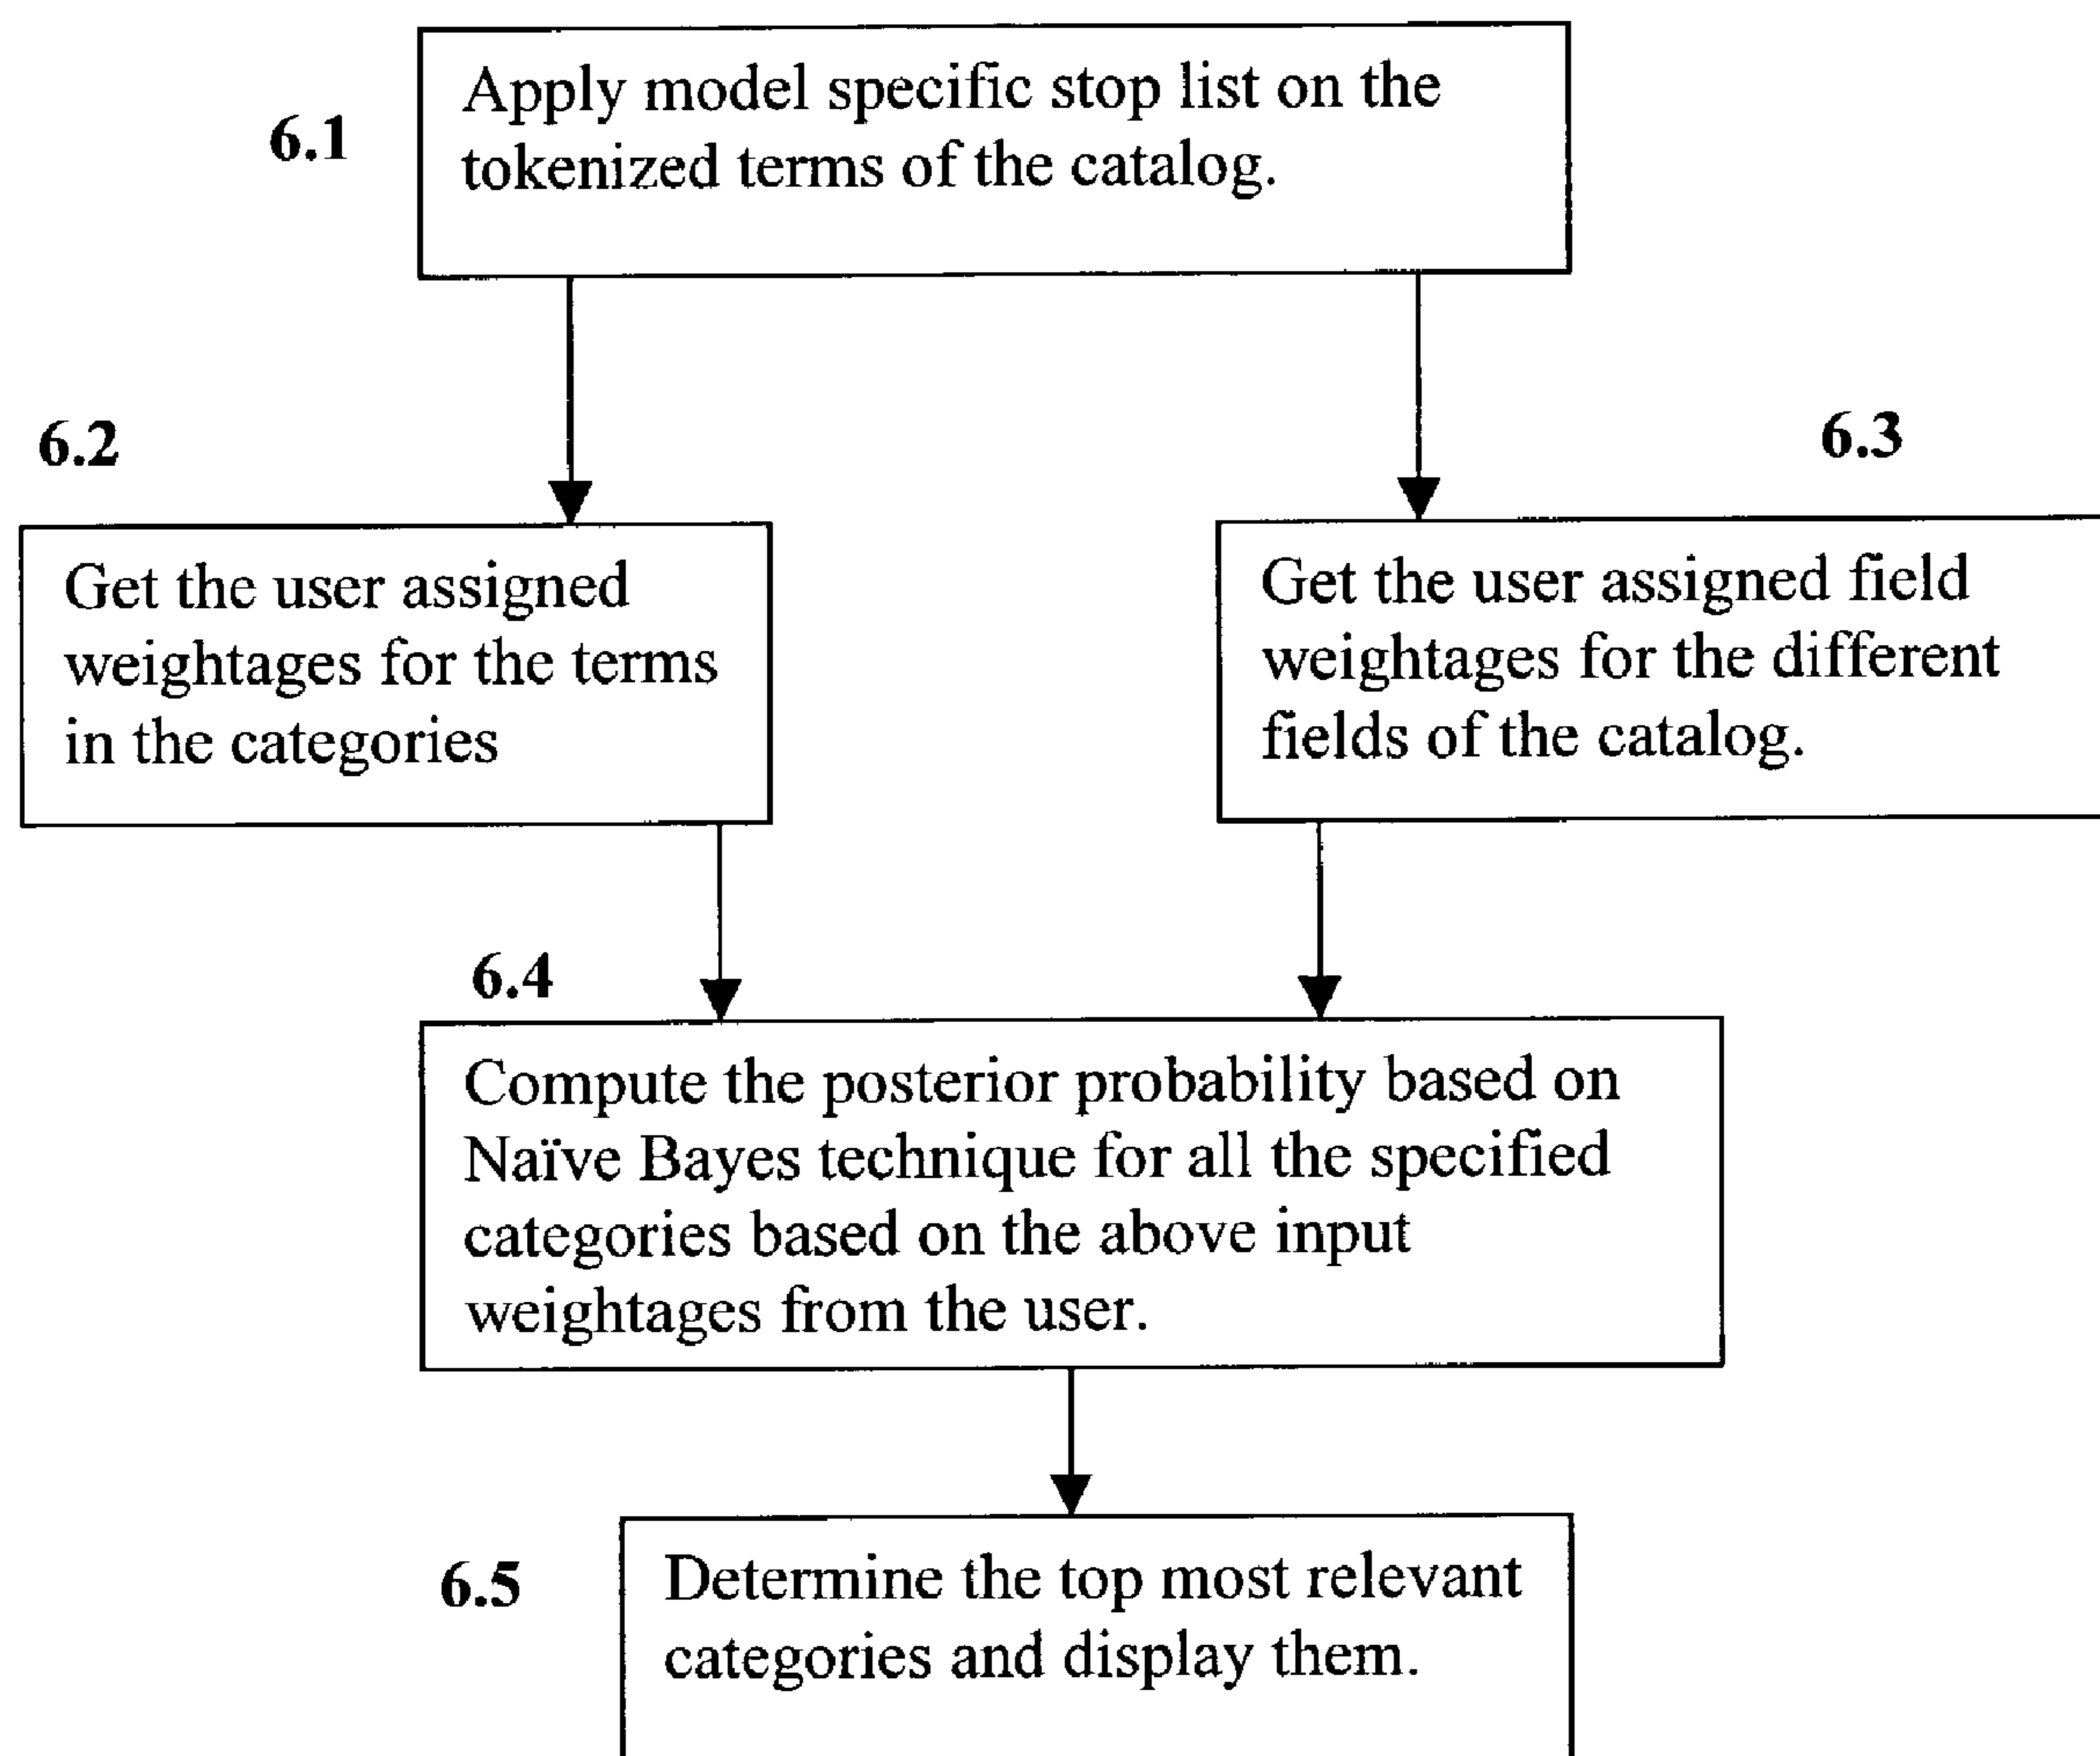 6.1
Apply model specific stop list on the
tokenized terms of the catalog.
6.2
Get the user assigned
weightages for the terms
in the categories
6.3
Get the user assigned field
weightages for the different
fields of the catalog.
6.4
Compute the posterior probability based on
Naïve Bayes technique for all the specified
categories based on the above input
weightages from the user.
6.5
Determine the top most relevant
categories and display them.